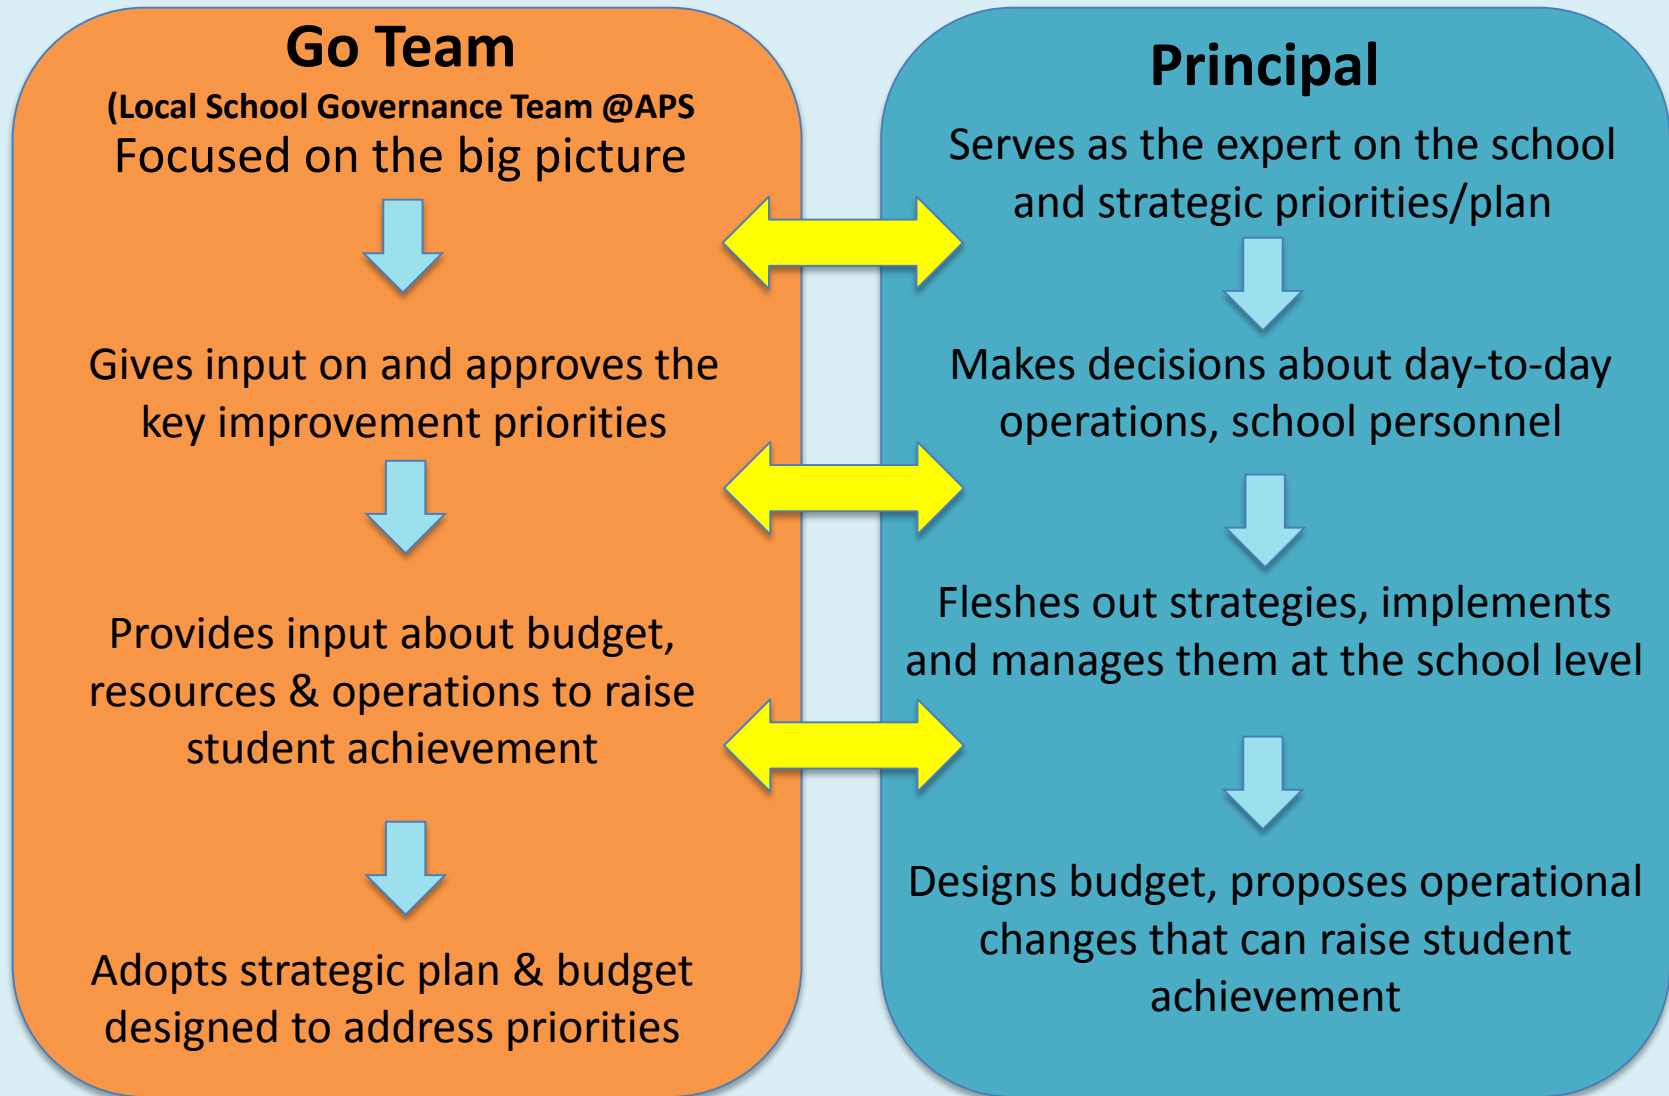 Go Team
(Local School Governance Team @APS
Focused on the big picture
Gives input on and approves the
key improvement priorities
Provides input about budget,
resources & operations to raise
student achievement
Adopts strategic plan & budget
designed to address priorities
Principal
Serves as the expert on the school
and strategic priorities/plan
Makes decisions about day-to-day
operations, school personnel
Fleshes out strategies, implements
and manages them at the school level
Designs budget, proposes operational
changes that can raise student
achievement